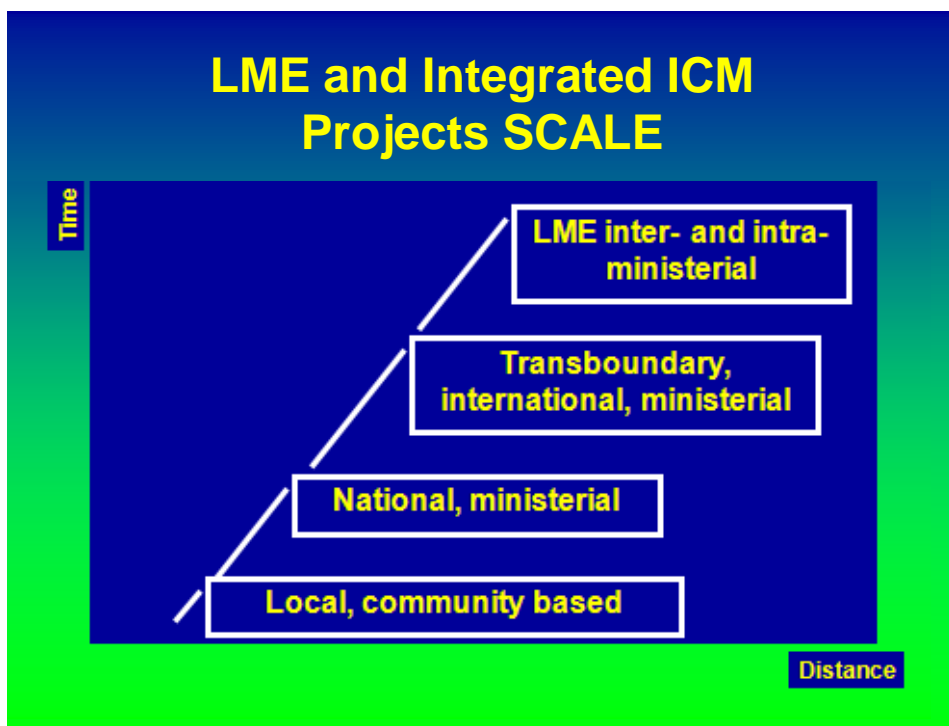 LME and Integrated ICM
Projects SCALE
Time
LME inter- and intra-
ministerial
Transboundary,
international, ministerial
National, ministerial
Local, community based
Distance